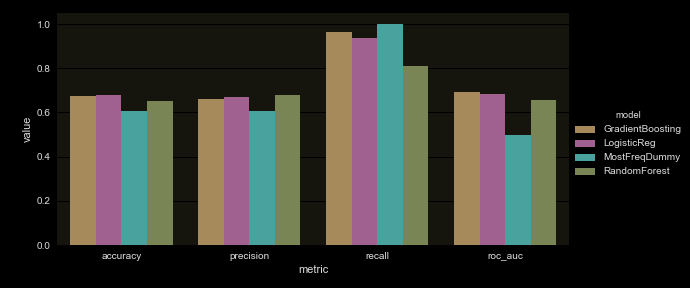 value
1.0
0.8
0.6
0.4
0.2
0.0
accuracy precision recall roc_auc
metric
model
GradientBoosting
LogisticReg
MostFreqDummy
RandomForest